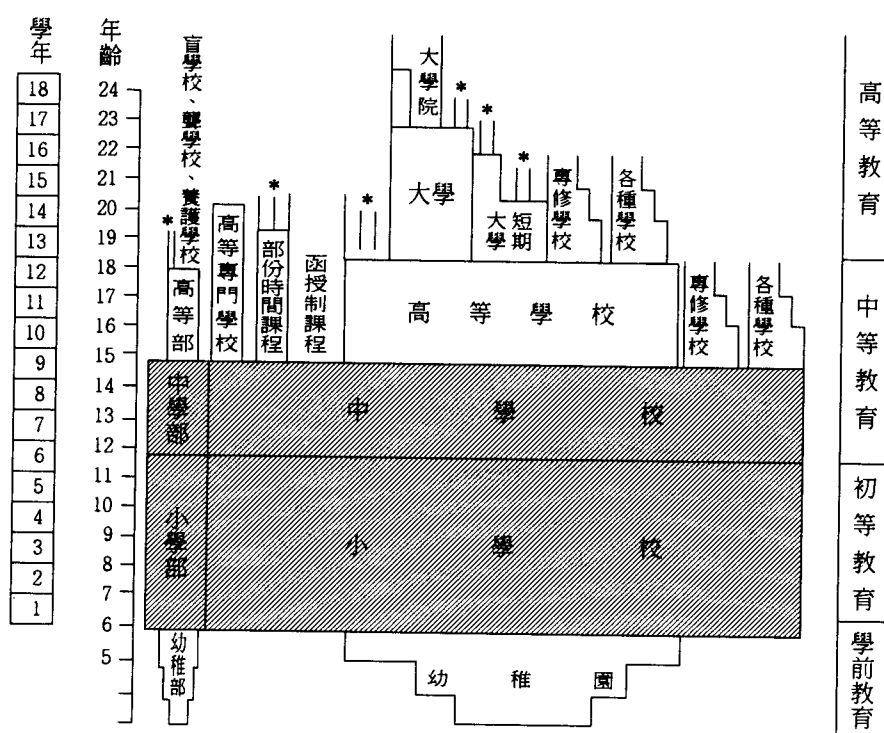 學年
18
17
16
15
14
13
12
11
10
9
8
7
6
5
4
3
2
1
年齡
24
23
22
21
20
19
18
17
16
15
14
13
12
11
10
9
8
7
6
5
盲學校、聾學校、養護學校
*
高等部
中學部
小學部
幼稚部
高等專門學校
*
部份時間課程
函授制課程
*
大學院
*
*
大學
*
短期
大學
專修學校
各種學校
高等學校
專修學校
各種學校
中學校
小學校
幼稚園
高等教育
中等教育
初等教育
學前教育